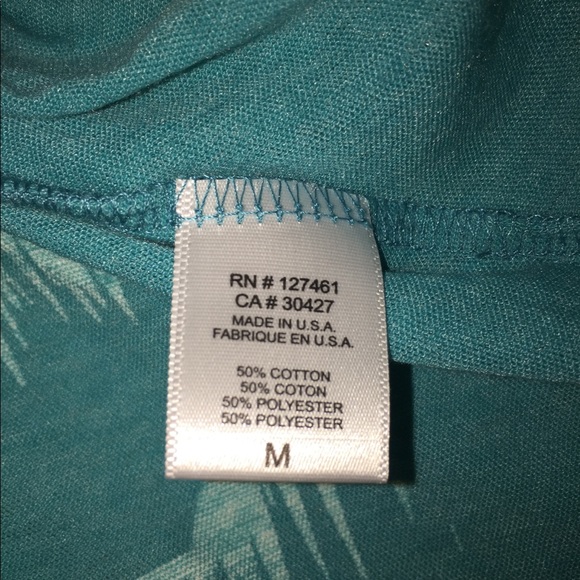 RN # 127461
CA # 30427
MADE IN U.S.A.
FABRIQUE EN U.S.A.
50% COTTON
50% COTON
50% POLYESTER
50% POLYESTER
M